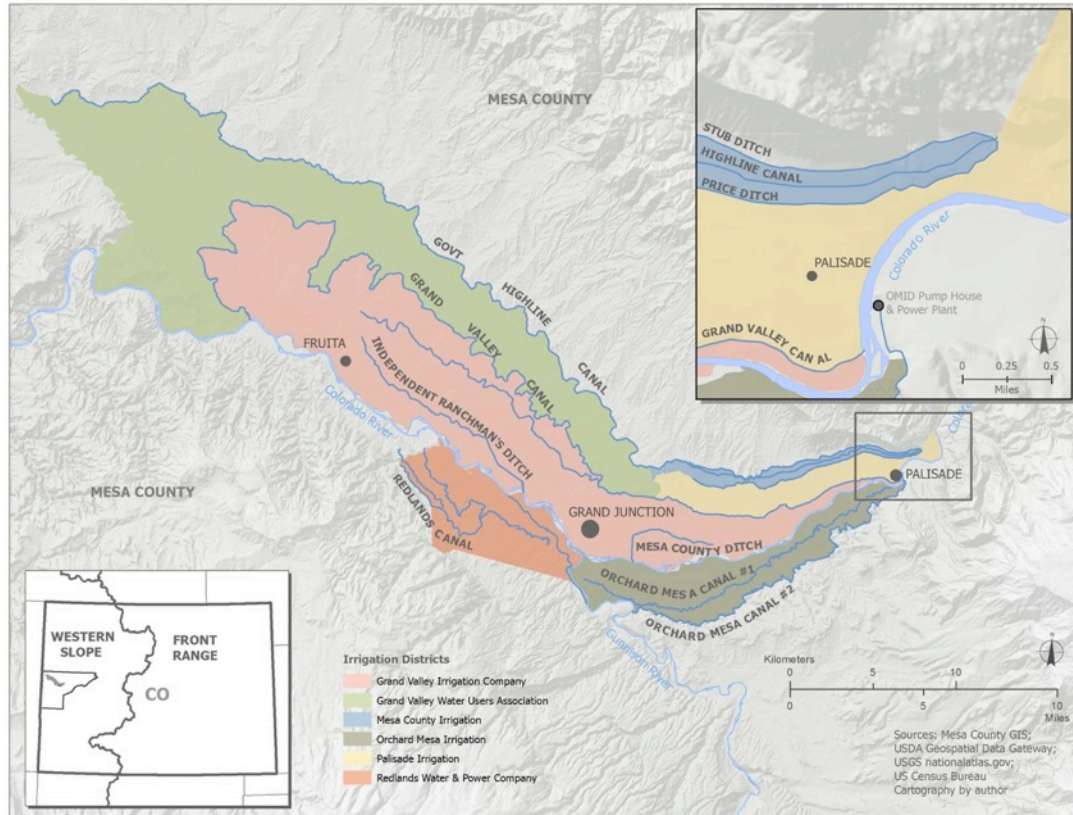 MESA COUNTY
STUB DITCH
HIGHLINE CANAL
PRICE DITCH
Colorado River
PALISADE
OMID Pump House
& Power Plant
GRAND VALLEY CANAL
N
0 0.25 0.5
Miles
GOVT HIGHLINE CANAL
GRAND VALLEY CANAL
FRUITA
INDEPENDENT RANCHMAN'S DITCH
Colorado River
MESA COUNTY
REDLANDS CANAL
GRAND JUNCTION
MESA COUNTY DITCH
PALISADE
ORCHARD MESA CANAL #1
ORCHARD MESA CANAL #2
Gunnison River
WESTERN
SLOPE
FRONT
RANGE
CO
Irrigation Districts
Grand Valley Irrigation Company
Grand Valley Water Users Association
Mesa County Irrigation
Orchard Mesa Irrigation
Palisade Irrigation
Redlands Water & Power Company
N
Kilometers
0 5 10
0 5 10
Miles
Sources: Mesa County GIS;
USDA Geospatial Data Gateway;
USGS nationalatlas.gov;
US Census Bureau
Cartography by author